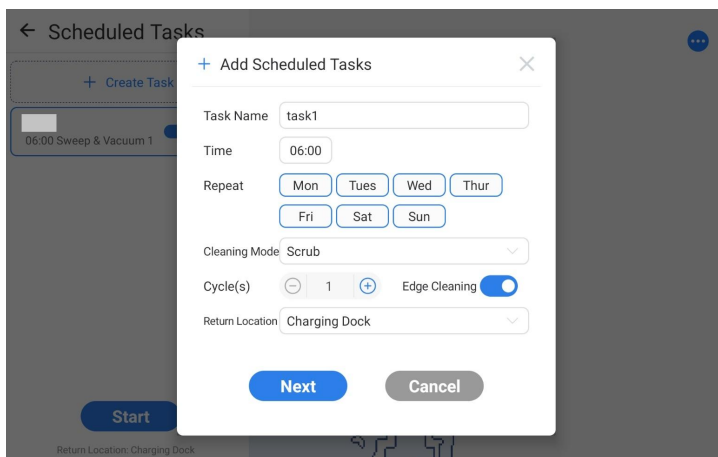 Scheduled Tasks
+ Create Task
06:00 Sweep & Vacuum 1
Start
Return Location: Charging Dock
+ Add Scheduled Tasks
Task Name task1
Time 06:00
Repeat Mon Tues Wed Thur
Fri Sat Sun
Cleaning Mode Scrub
Cycle(s) 1 Edge Cleaning
Return Location Charging Dock
Next Cancel